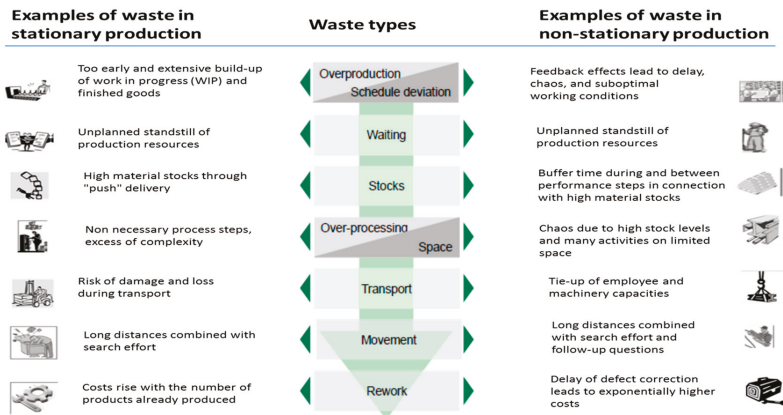 Examples of waste in
stationary production
Waste types
Examples of waste in
non-stationary production
Too early and extensive build-up
of work in progress (WIP) and
finished goods
Overproduction
Schedule deviation
Feedback effects lead to delay,
chaos, and suboptimal
working conditions
Unplanned standstill of
production resources
Waiting
Unplanned standstill of
production resources
High material stocks through
"push" delivery
Stocks
Buffer time during and between
performance steps in connection
with high material stocks
Non necessary process steps,
excess of complexity
Over-processing
Space
Chaos due to high stock levels
and many activities on limited
space
Risk of damage and loss
during transport
Transport
Tie-up of employee and
machinery capacities
Long distances combined with
search effort
Movement
Long distances combined
with search effort and
follow-up questions
Costs rise with the number of
products already produced
Rework
Delay of defect correction
leads to exponentially higher
costs